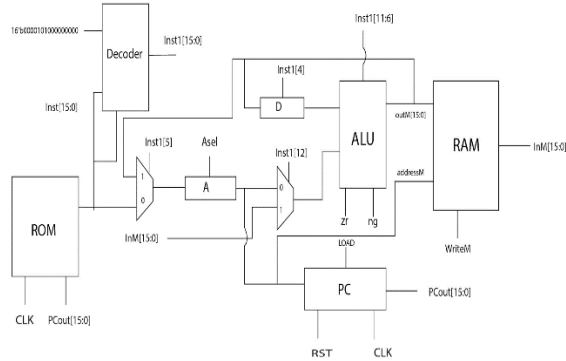 16'b0000101000000000
Decoder
Inst1[15:0]
Inst[15:0]
Inst1[11:6]
Inst1[4]
D
ALU
outM[15:0]
RAM
InM[15:0]
addressM
WriteM
Inst1[5]
1
0
Asel
A
Inst1[12]
0
1
InM[15:0]
zr
ng
ROM
CLK
PCout[15:0]
LOAD
PC
PCout[15:0]
RST
CLK